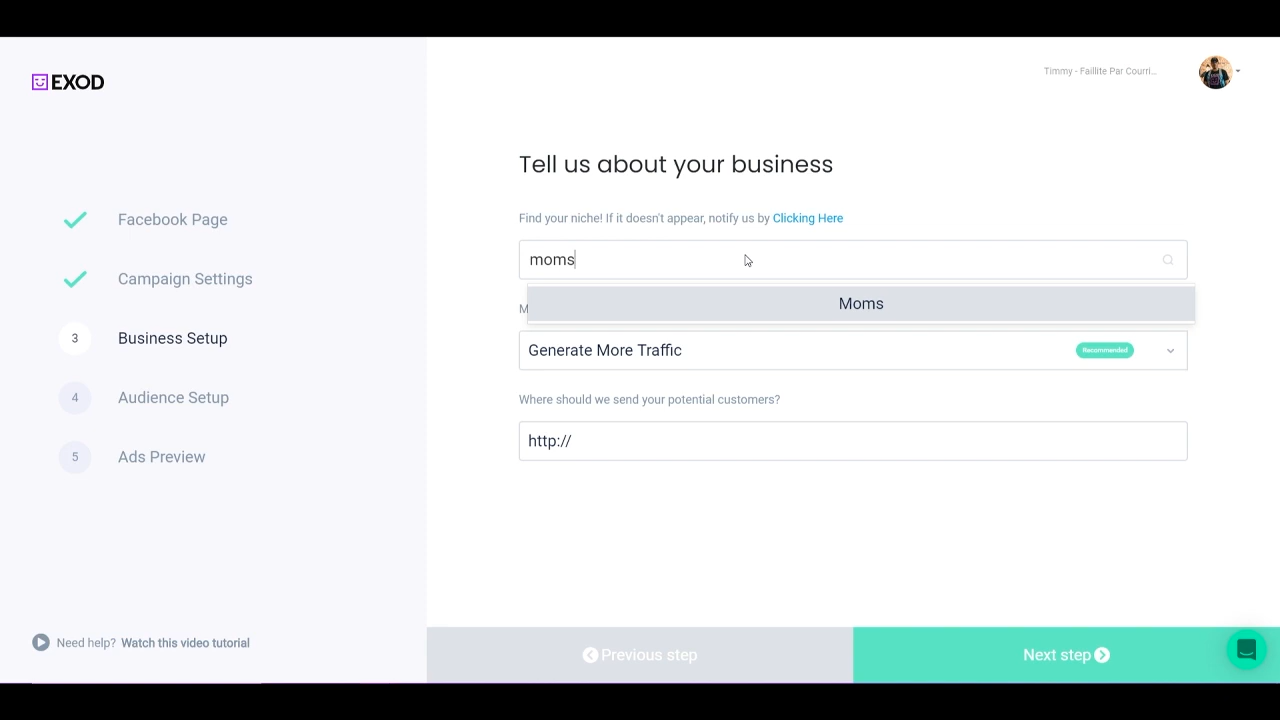 EXOD
Timmy - Faillite Par Courri...
Tell us about your business
Facebook Page
Find your niche! If it doesn't appear, notify us by Clicking Here
moms
Campaign Settings
Moms
M
3
Business Setup
Generate More Traffic
Recommended
4
Audience Setup
Where should we send your potential customers?
http://
5
Ads Preview
Need help? Watch this video tutorial
Previous step
Next step